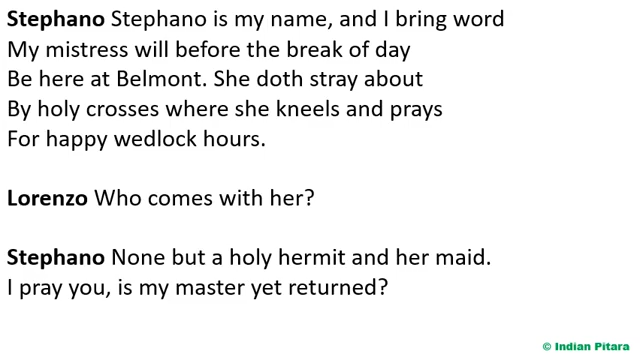 Stephano Stephano is my name, and I bring word
My mistress will before the break of day
Be here at Belmont. She doth stray about
By holy crosses where she kneels and prays
For happy wedlock hours.
Lorenzo Who comes with her?
Stephano None but a holy hermit and her maid.
I pray you, is my master yet returned?
© Indian Pitara